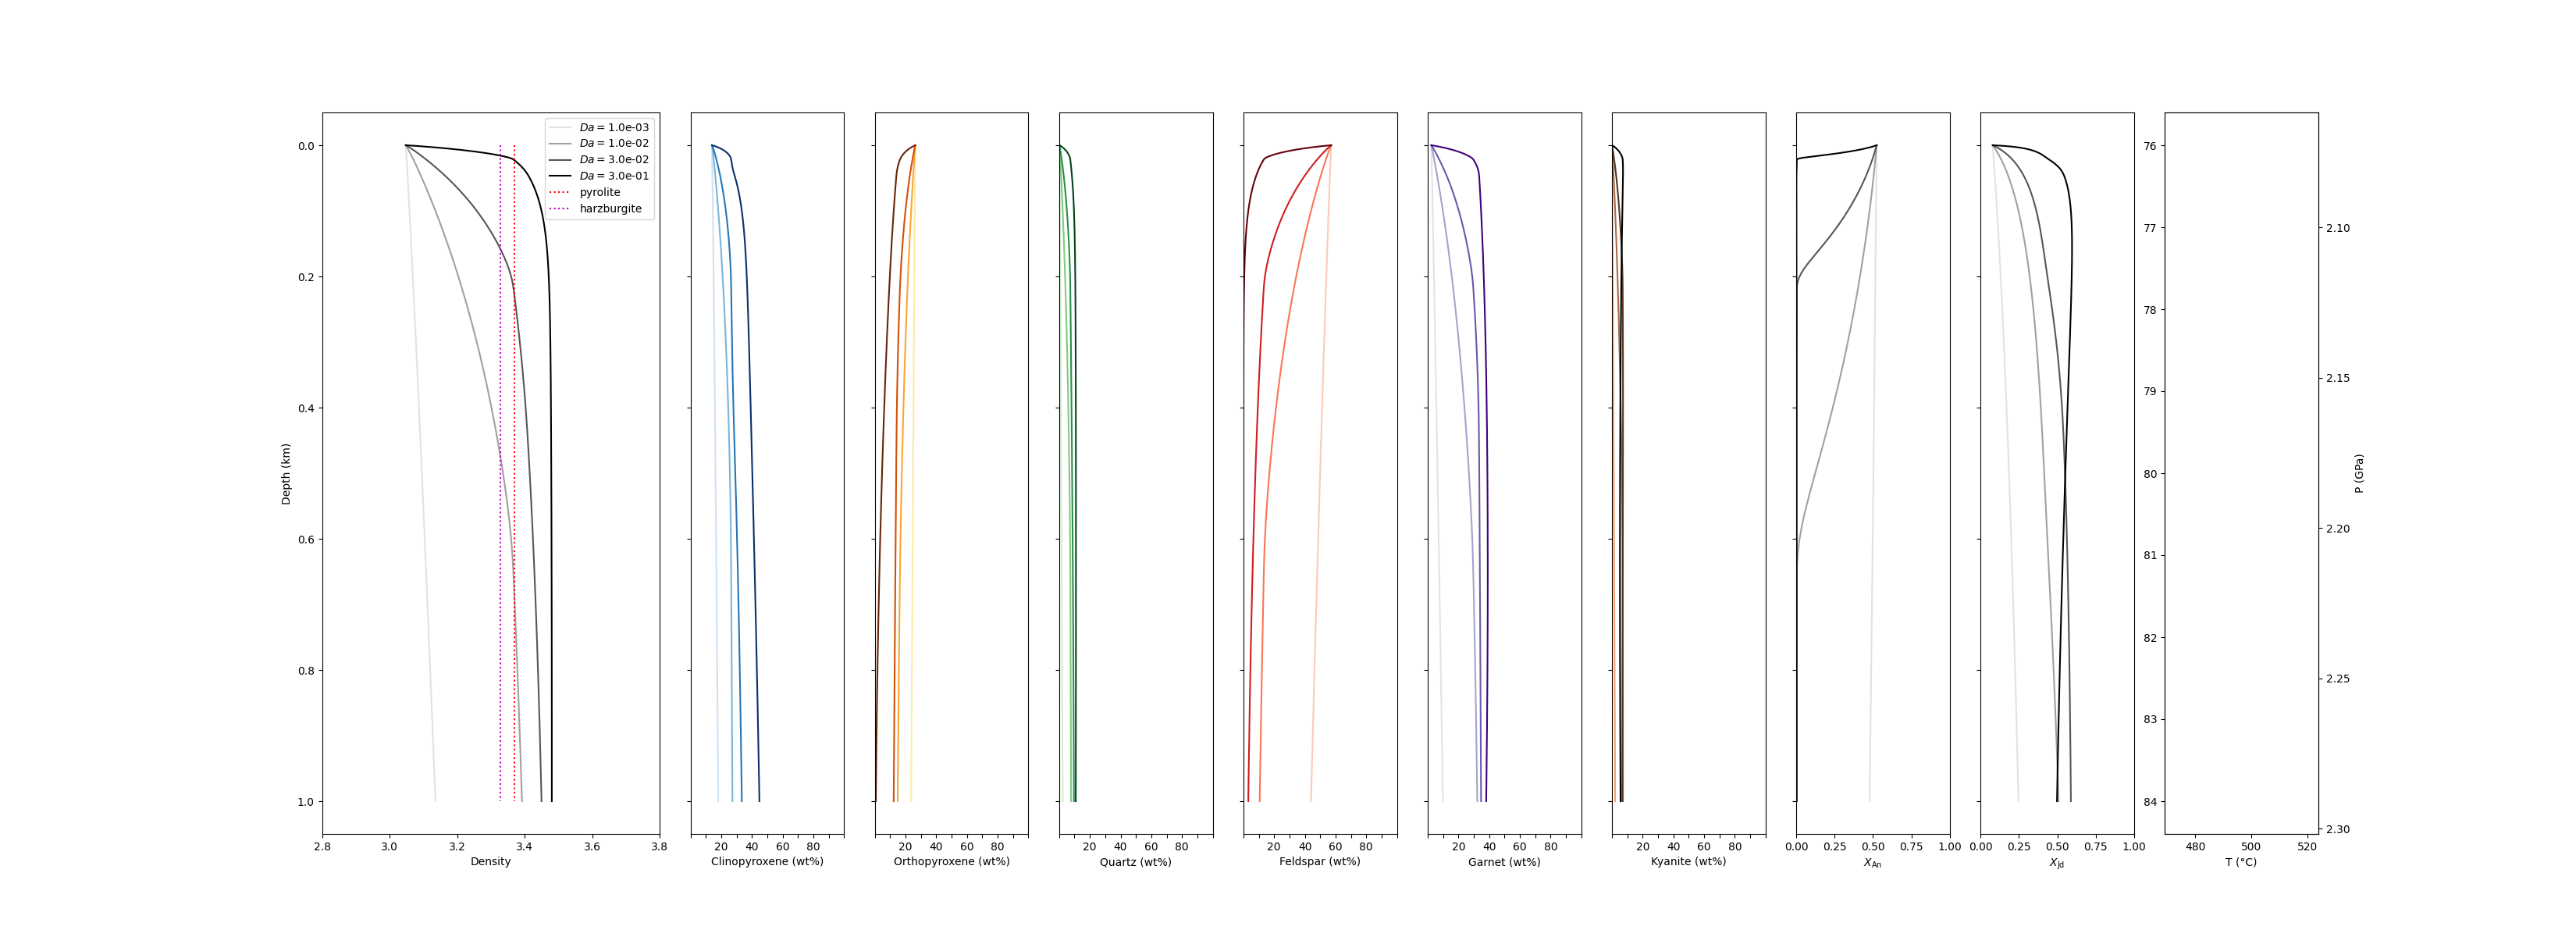 Da = 1.0e-03
Da = 1.0e-02
Da = 3.0e-02
Da = 3.0e-01
pyrolite
harzburgite
0.0
0.2
0.4
0.6
0.8
1.0
Depth (km)
2.8 3.0 3.2 3.4 3.6 3.8
Density
20 40 60 80
Clinopyroxene (wt%)
20 40 60 80
Orthopyroxene (wt%)
20 40 60 80
Quartz (wt%)
20 40 60 80
Feldspar (wt%)
20 40 60 80
Garnet (wt%)
20 40 60 80
Kyanite (wt%)
0.00 0.25 0.50 0.75 1.00
XAn
0.00 0.25 0.50 0.75 1.00
XJd
76
77
78
79
80
81
82
83
84
480 500 520
T (°C)
2.10
2.15
2.20
2.25
2.30
P (GPa)